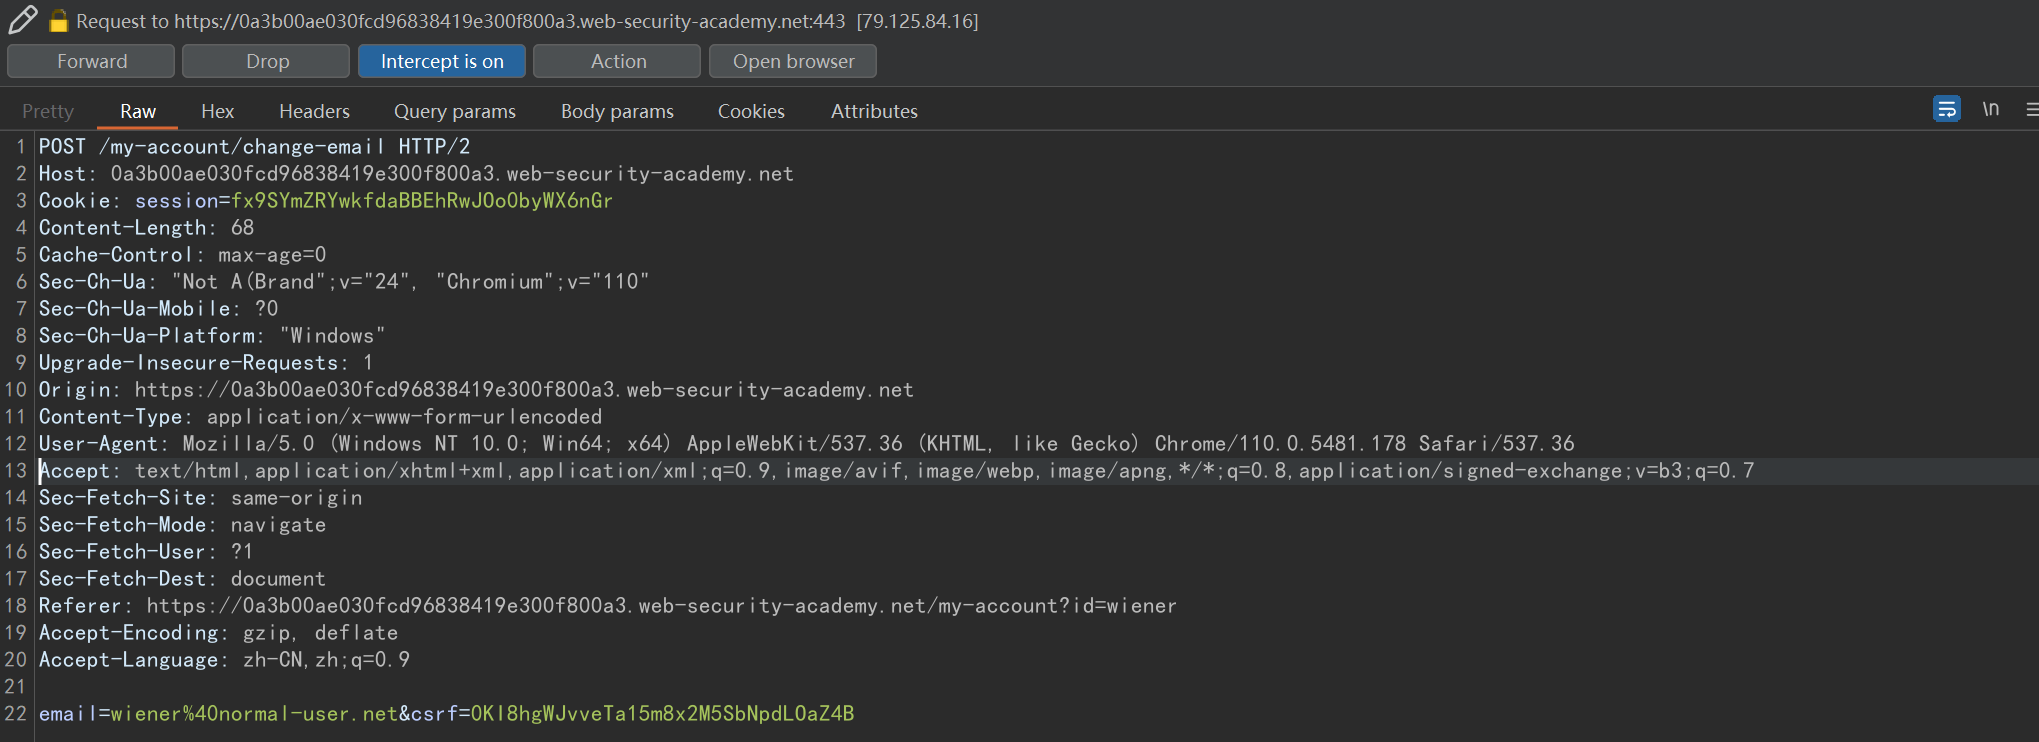 Request to https://0a3b00ae030fcd96838419e300f800a3.web-security-academy.net:443 [79.125.84.16]
Forward Drop Intercept is on Action Open browser
Pretty Raw Hex Headers Query params Body params Cookies Attributes \n
1 POST /my-account/change-email HTTP/2
2 Host: 0a3b00ae030fcd96838419e300f800a3.web-security-academy.net
3 Cookie: session=fx9SYmZRYwkfdaBBEhRwJOoObyWX6nGr
4 Content-Length: 68
5 Cache-Control: max-age=0
6 Sec-Ch-Ua: "Not A(Brand";v="24", "Chromium";v="110"
7 Sec-Ch-Ua-Mobile: ?0
8 Sec-Ch-Ua-Platform: "Windows"
9 Upgrade-Insecure-Requests: 1
10 Origin: https://0a3b00ae030fcd96838419e300f800a3.web-security-academy.net
11 Content-Type: application/x-www-form-urlencoded
12 User-Agent: Mozilla/5.0 (Windows NT 10.0; Win64; x64) AppleWebKit/537.36 (KHTML, like Gecko) Chrome/110.0.5481.178 Safari/537.36
13 Accept: text/html,application/xhtml+xml,application/xml;q=0.9,image/avif,image/webp,image/apng,*/*;q=0.8,application/signed-exchange;v=b3;q=0.7
14 Sec-Fetch-Site: same-origin
15 Sec-Fetch-Mode: navigate
16 Sec-Fetch-User: ?1
17 Sec-Fetch-Dest: document
18 Referer: https://0a3b00ae030fcd96838419e300f800a3.web-security-academy.net/my-account?id=wiener
19 Accept-Encoding: gzip, deflate
20 Accept-Language: zh-CN,zh;q=0.9
21
22 email=wiener%40normal-user.net&csrf=OKl8hgWJvveTa15m8x2M5SbNpdLOaZ4B